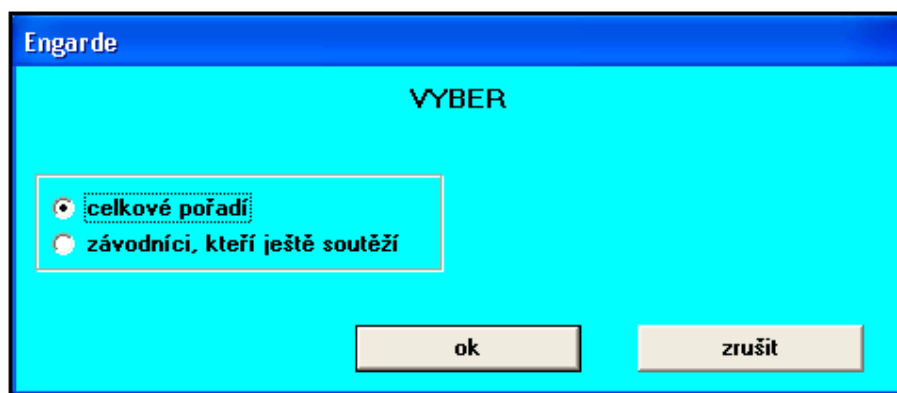 Engarde
VYBER
celkové pořadí
závodníci, kteří ještě soutěží
ok
zrušit